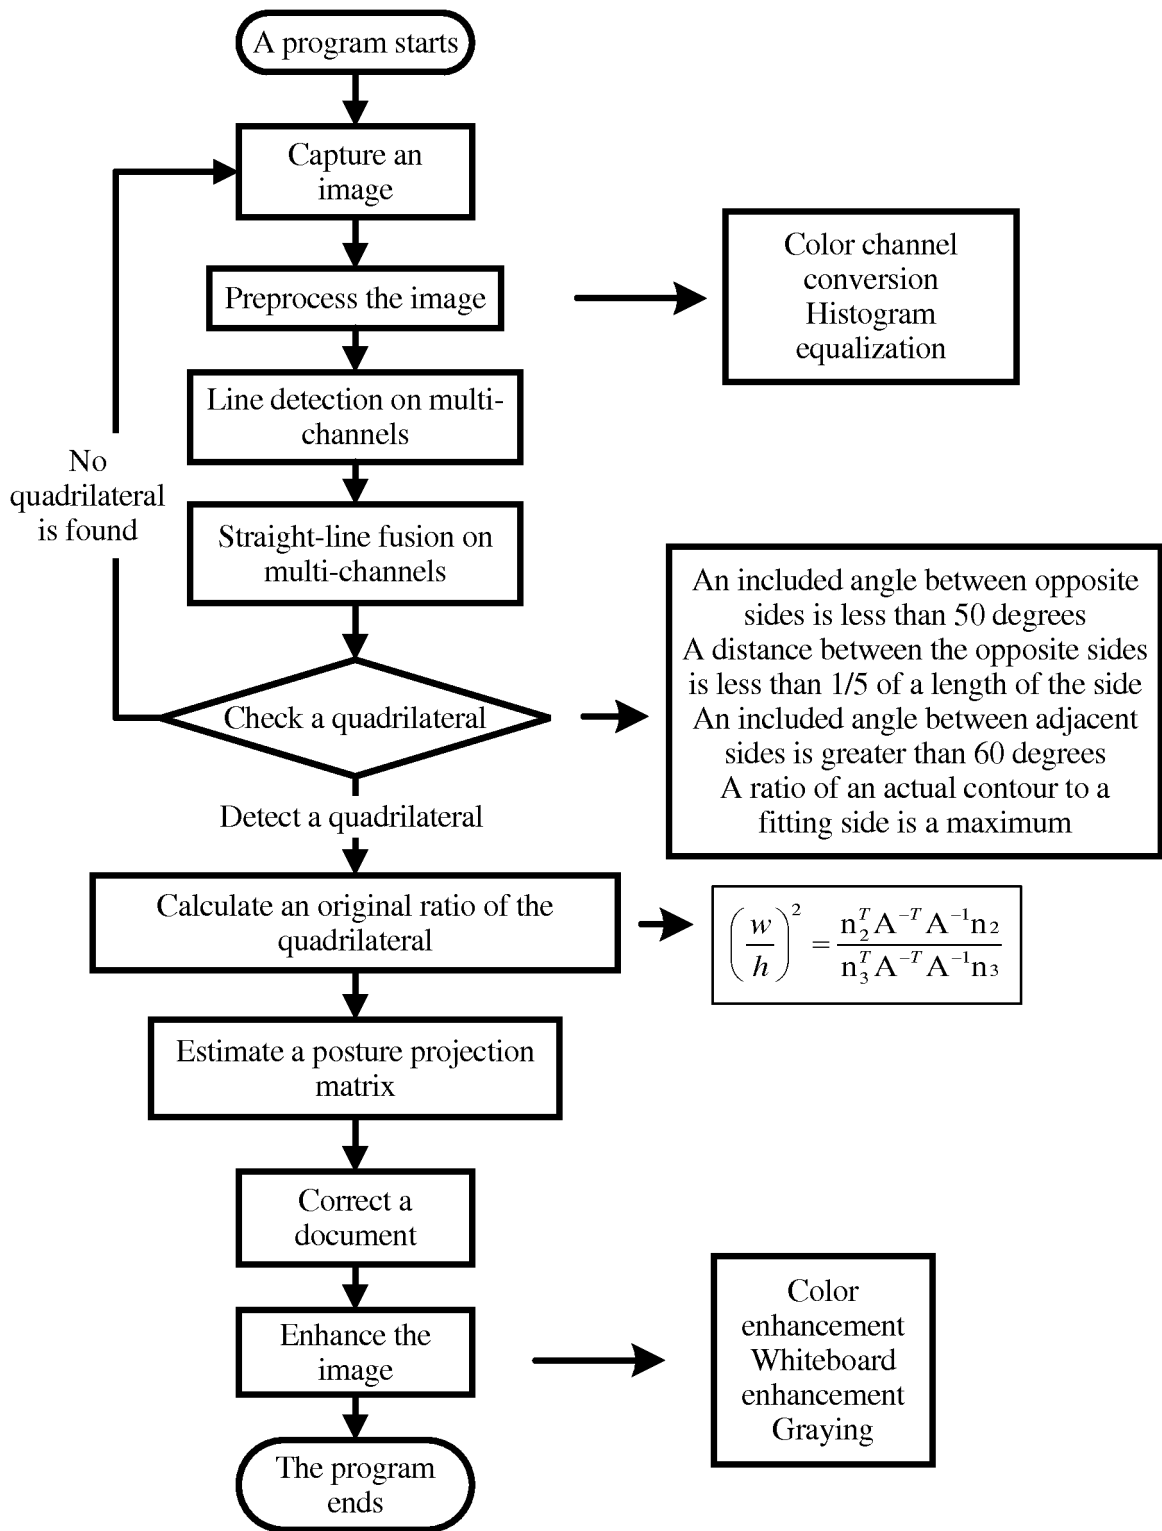 A program starts
Capture an
image
Preprocess the image
Color channel
conversion
Histogram
equalization
Line detection on multi-
channels
No
quadrilateral
is found
Straight-line fusion on
multi-channels
Check a quadrilateral
An included angle between opposite
sides is less than 50 degrees
A distance between the opposite sides
is less than 1/5 of a length of the side
An included angle between adjacent
sides is greater than 60 degrees
A ratio of an actual contour to a
fitting side is a maximum
Detect a quadrilateral
Calculate an original ratio of the
quadrilateral
(w/h)^2 = n_2^T A^{-T} A^{-1} n_2 / n_3^T A^{-T} A^{-1} n_3
Estimate a posture projection
matrix
Correct a
document
Enhance the
image
Color
enhancement
Whiteboard
enhancement
Graying
The program
ends